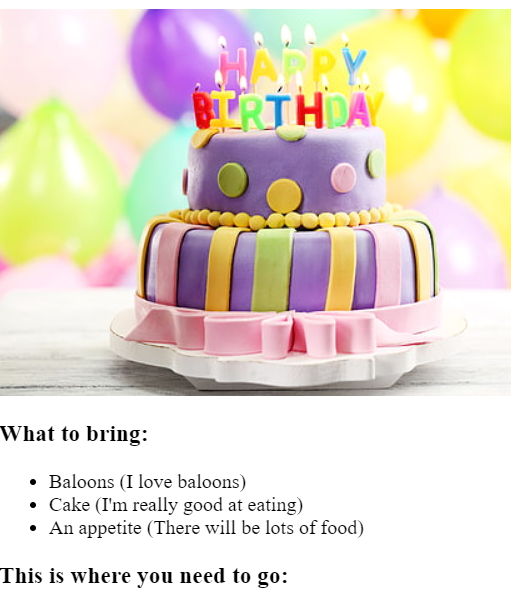 HAPPY
BIRTHDAY
What to bring:
Baloons (I love baloons)
Cake (I'm really good at eating)
An appetite (There will be lots of food)
This is where you need to go: